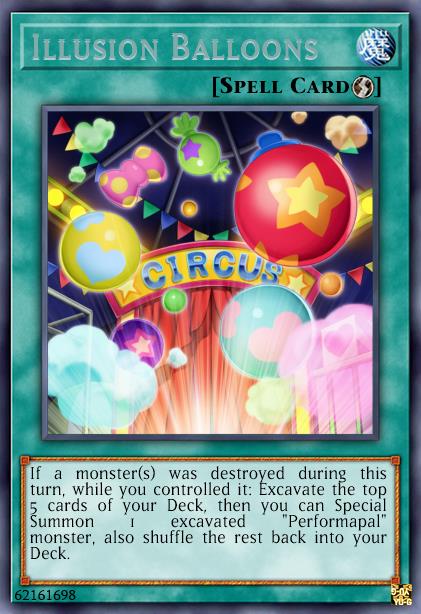 Illusion Balloons
魔
[Spell Card]
CIRCUS
If a monster(s) was destroyed during this
turn, while you controlled it: Excavate the top
5 cards of your Deck, then you can Special
Summon 1 excavated "Performapal"
monster, also shuffle the rest back into your
Deck.
62161698